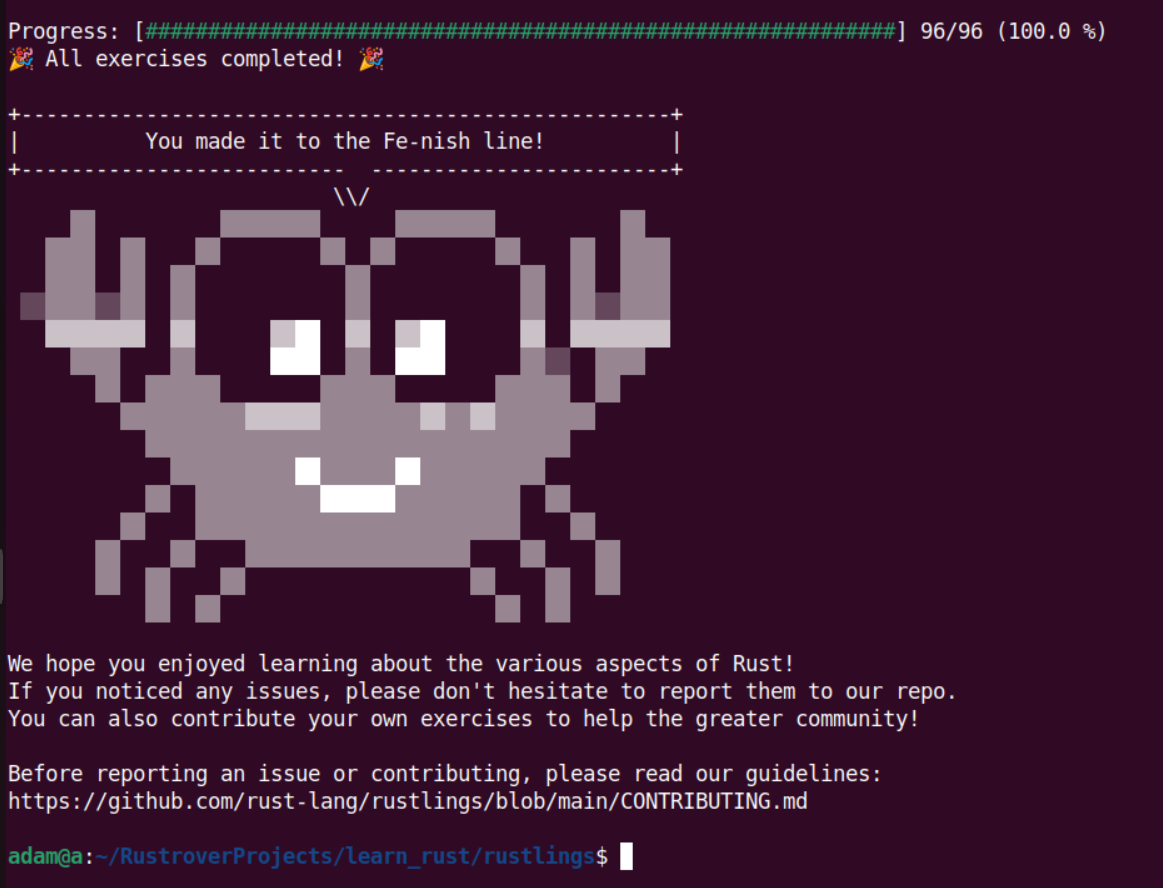 Progress: [############################################################] 96/96 (100.0 %)
🎉 All exercises completed! 🎉
+----------------------------------------------------+
|          You made it to the Fe-nish line!          |
+--------------------------  ------------------------+
\\/
We hope you enjoyed learning about the various aspects of Rust!
If you noticed any issues, please don't hesitate to report them to our repo.
You can also contribute your own exercises to help the greater community!
Before reporting an issue or contributing, please read our guidelines:
https://github.com/rust-lang/rustlings/blob/main/CONTRIBUTING.md
adam@a:~/RustroverProjects/learn_rust/rustlings$